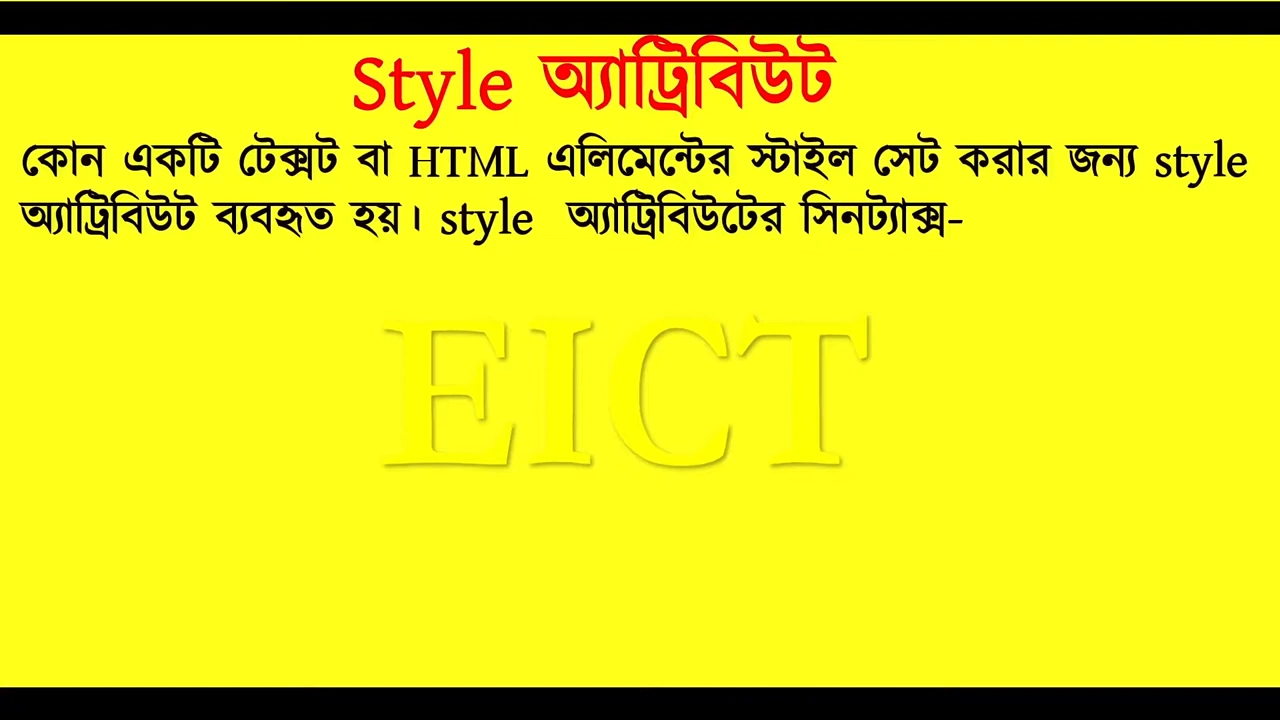 Style অ্যাট্রিবিউট
কোন একটি টেক্সট বা HTML এলিমেন্টের স্টাইল সেট করার জন্য style
অ্যাট্রিবিউট ব্যবহৃত হয়। style অ্যাট্রিবিউটের সিনট্যাক্স-
EICT